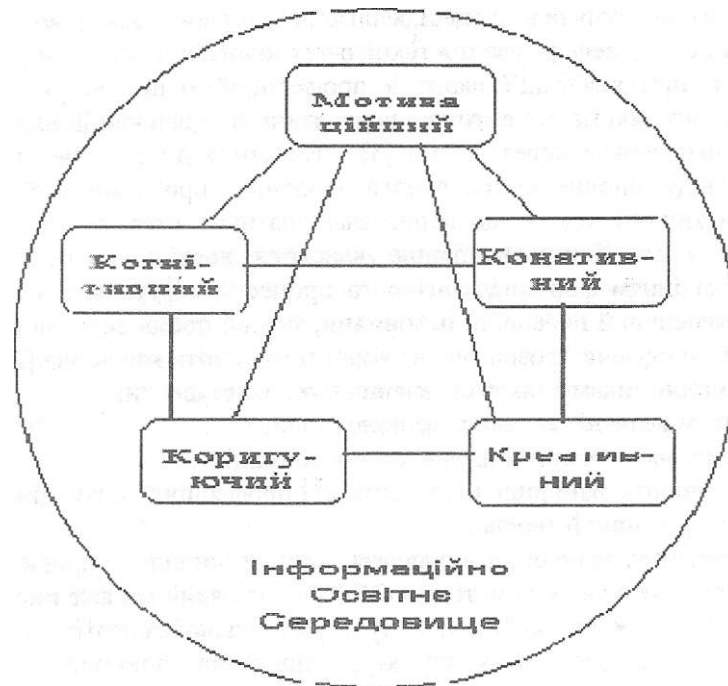 Мотива
ційний
Когні-
тивний
Конатив-
ний
Коригу-
ючий
Креатив-
ний
Інформаційно
Освітнє
Середовище